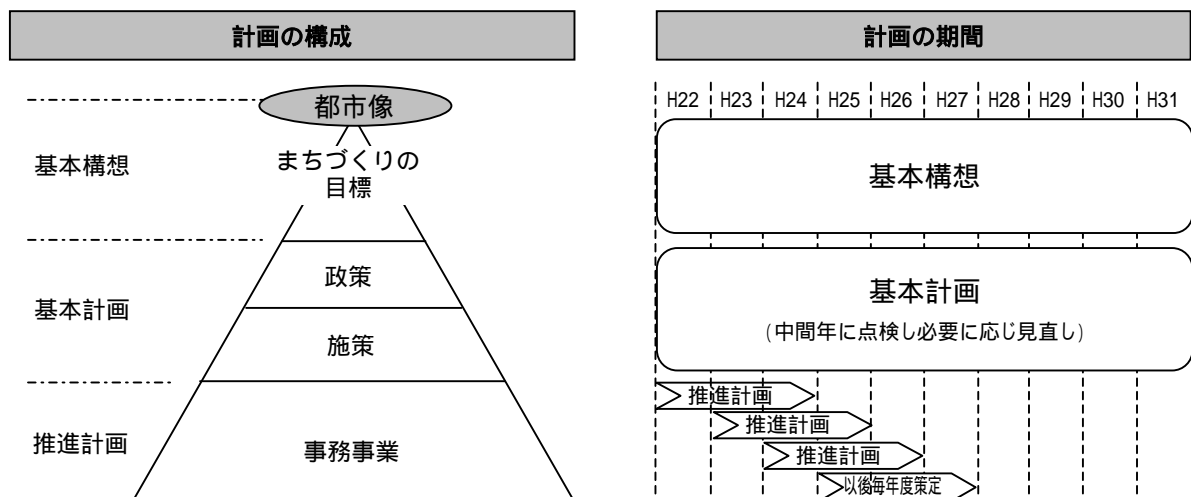 計画の構成
都市像
基本構想
まちづくりの
目標
政策
基本計画
施策
推進計画
事務事業
計画の期間
H22 H23 H24 H25 H26 H27 H28 H29 H30 H31
基本構想
基本計画
(中間年に点検し必要に応じ見直し)
推進計画
推進計画
推進計画
以後毎年度策定